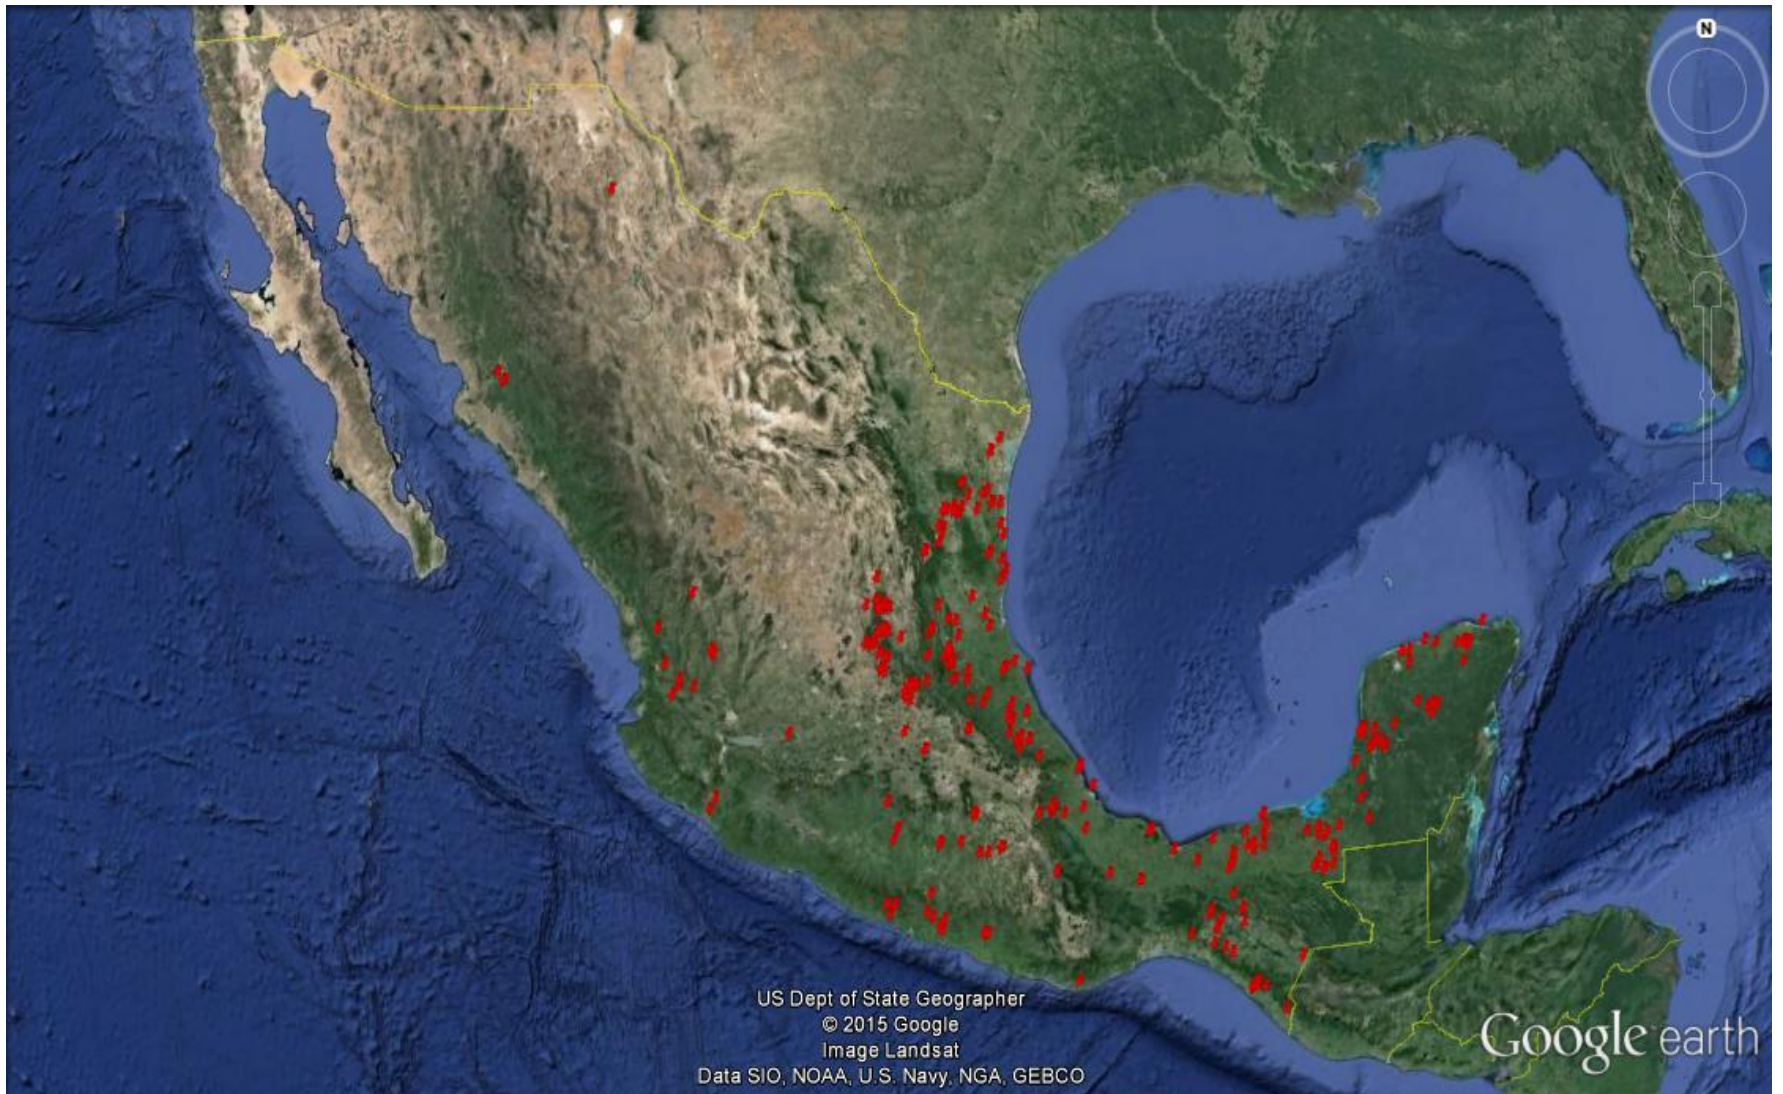 N
US Dept of State Geographer
© 2015 Google
Image Landsat
Data SIO, NOAA, U.S. Navy, NGA, GEBCO
Google earth